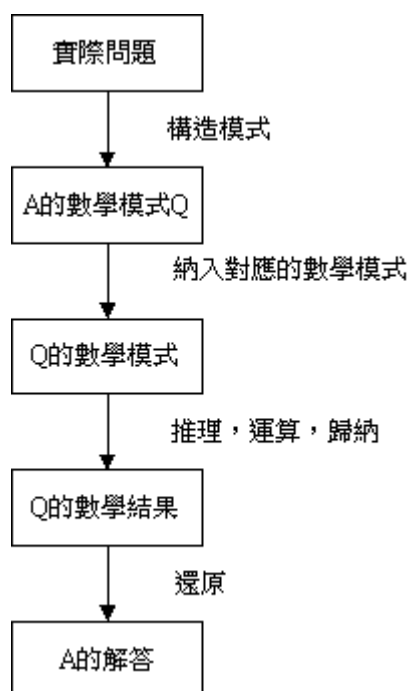 實際問題
構造模式
A的數學模式Q
納入對應的數學模式
Q的數學模式
推理，運算，歸納
Q的數學結果
還原
A的解答